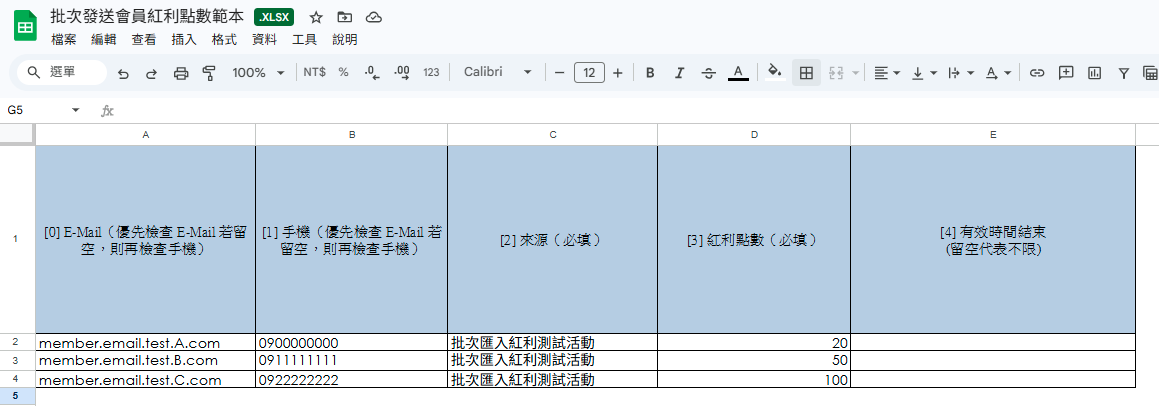 批次發送會員紅利點數範本 .XLSX
檔案 編輯 查看 插入 格式 資料 工具 說明
選單 100% NT$ % .0 .00 123 Calibri 12 B I S A A
G5 fx
A B C D E
1
[0] E-Mail（優先檢查 E-Mail 若留
空，則再檢查手機）
[1] 手機（優先檢查 E-Mail 若
留空，則再檢查手機）
[2] 來源（必填）
[3] 紅利點數（必填）
[4] 有效時間結束
(留空代表不限)
2 member.email.test.A.com 0900000000 批次匯入紅利測試活動 20
3 member.email.test.B.com 0911111111 批次匯入紅利測試活動 50
4 member.email.test.C.com 0922222222 批次匯入紅利測試活動 100
5